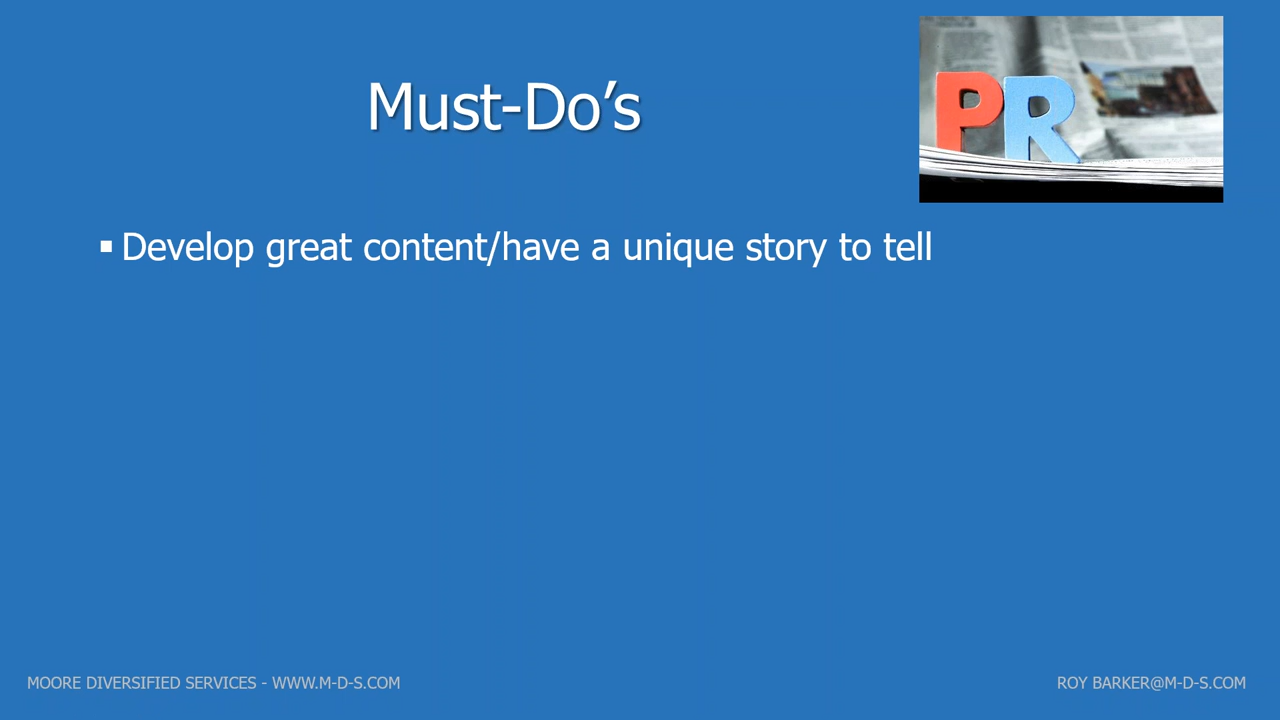 Must-Do’s
PR
▪ Develop great content/have a unique story to tell
MOORE DIVERSIFIED SERVICES - WWW.M-D-S.COM
ROY BARKER@M-D-S.COM